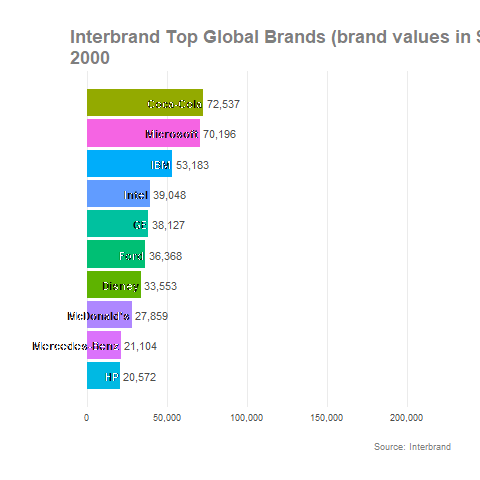 Interbrand Top Global Brands (brand values in $
2000
Coca-Cola 72,537
Microsoft 70,196
IBM 53,183
Intel 39,048
GE 38,127
Ford 36,368
Disney 33,553
McDonald's 27,859
Mercedes-Benz 21,104
HP 20,572
0 50,000 100,000 150,000 200,000
Source: Interbrand